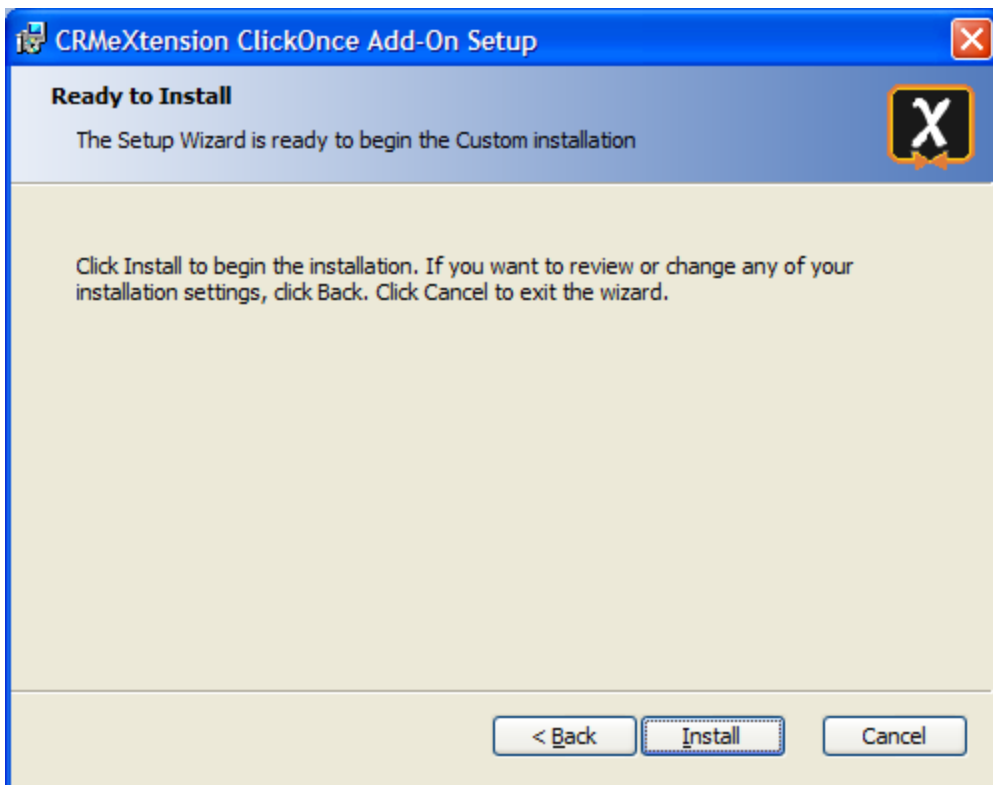 CRMeXtension ClickOnce Add-On Setup
Ready to Install
The Setup Wizard is ready to begin the Custom installation
X
Click Install to begin the installation. If you want to review or change any of your
installation settings, click Back. Click Cancel to exit the wizard.
< Back
Install
Cancel